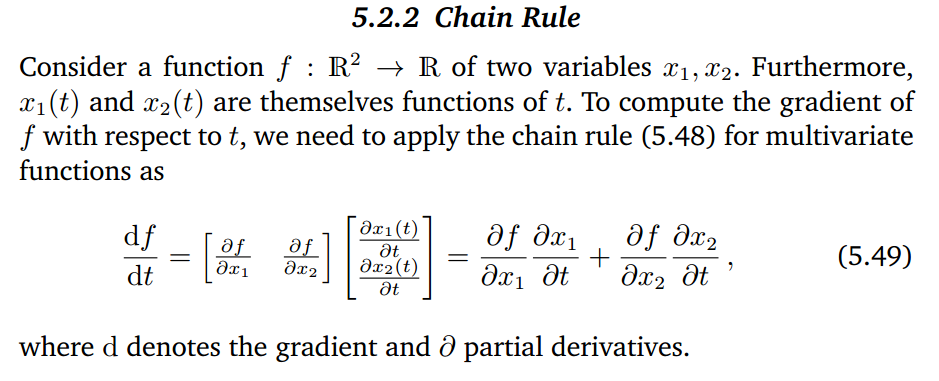 5.2.2 Chain Rule
Consider a function f : ℝ² → ℝ of two variables x₁, x₂. Furthermore,
x₁(t) and x₂(t) are themselves functions of t. To compute the gradient of
f with respect to t, we need to apply the chain rule (5.48) for multivariate
functions as
df/dt = [∂f/∂x₁ ∂f/∂x₂] [∂x₁(t)/∂t ; ∂x₂(t)/∂t] = ∂f/∂x₁ ∂x₁/∂t + ∂f/∂x₂ ∂x₂/∂t , (5.49)
where d denotes the gradient and ∂ partial derivatives.